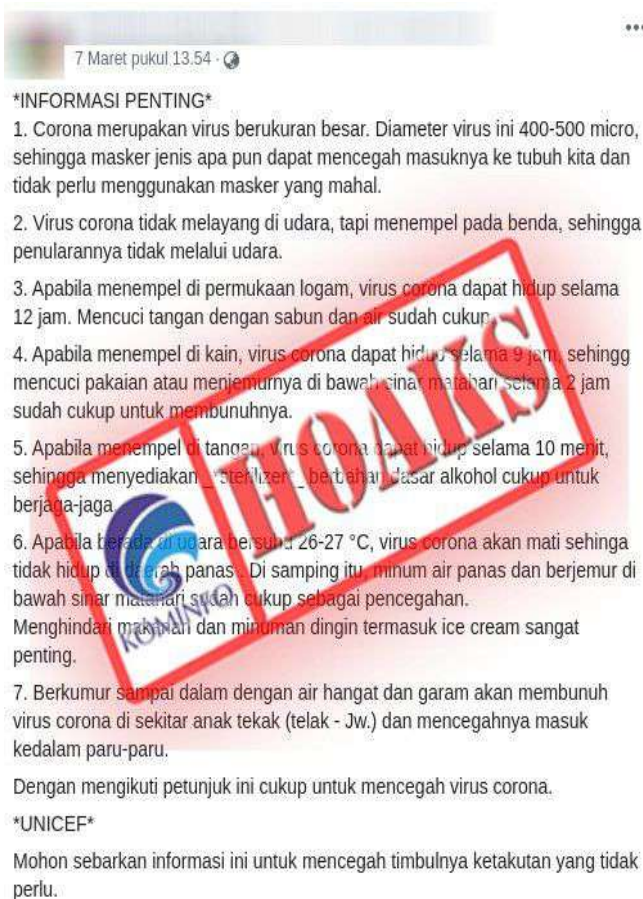 7 Maret pukul 13.54 ·
*INFORMASI PENTING*
1. Corona merupakan virus berukuran besar. Diameter virus ini 400-500 micro,
sehingga masker jenis apa pun dapat mencegah masuknya ke tubuh kita dan
tidak perlu menggunakan masker yang mahal.
2. Virus corona tidak melayang di udara, tapi menempel pada benda, sehingga
penularannya tidak melalui udara.
3. Apabila menempel di permukaan logam, virus corona dapat hidup selama
12 jam. Mencuci tangan dengan sabun dan air sudah cukup.
4. Apabila menempel di kain, virus corona dapat hidup selama 9 jam, sehingg
mencuci pakaian atau menjemurnya di bawah sinar matahari selama 2 jam
sudah cukup untuk membunuhnya.
5. Apabila menempel di tangan, virus corona dapat hidup selama 10 menit,
sehingga menyediakan _"sterilizer"_ berbahan dasar alkohol cukup untuk
berjaga-jaga.
6. Apabila berada di udara bersuhu 26-27 °C, virus corona akan mati sehinga
tidak hidup di daerah panas. Di samping itu, minum air panas dan berjemur di
bawah sinar matahari sudah cukup sebagai pencegahan.
Menghindari makanan dan minuman dingin termasuk ice cream sangat
penting.
7. Berkumur sampai dalam dengan air hangat dan garam akan membunuh
virus corona di sekitar anak tekak (telak - Jw.) dan mencegahnya masuk
kedalam paru-paru.
Dengan mengikuti petunjuk ini cukup untuk mencegah virus corona.
*UNICEF*
Mohon sebarkan informasi ini untuk mencegah timbulnya ketakutan yang tidak
perlu.
HOAKS
KOMINFO